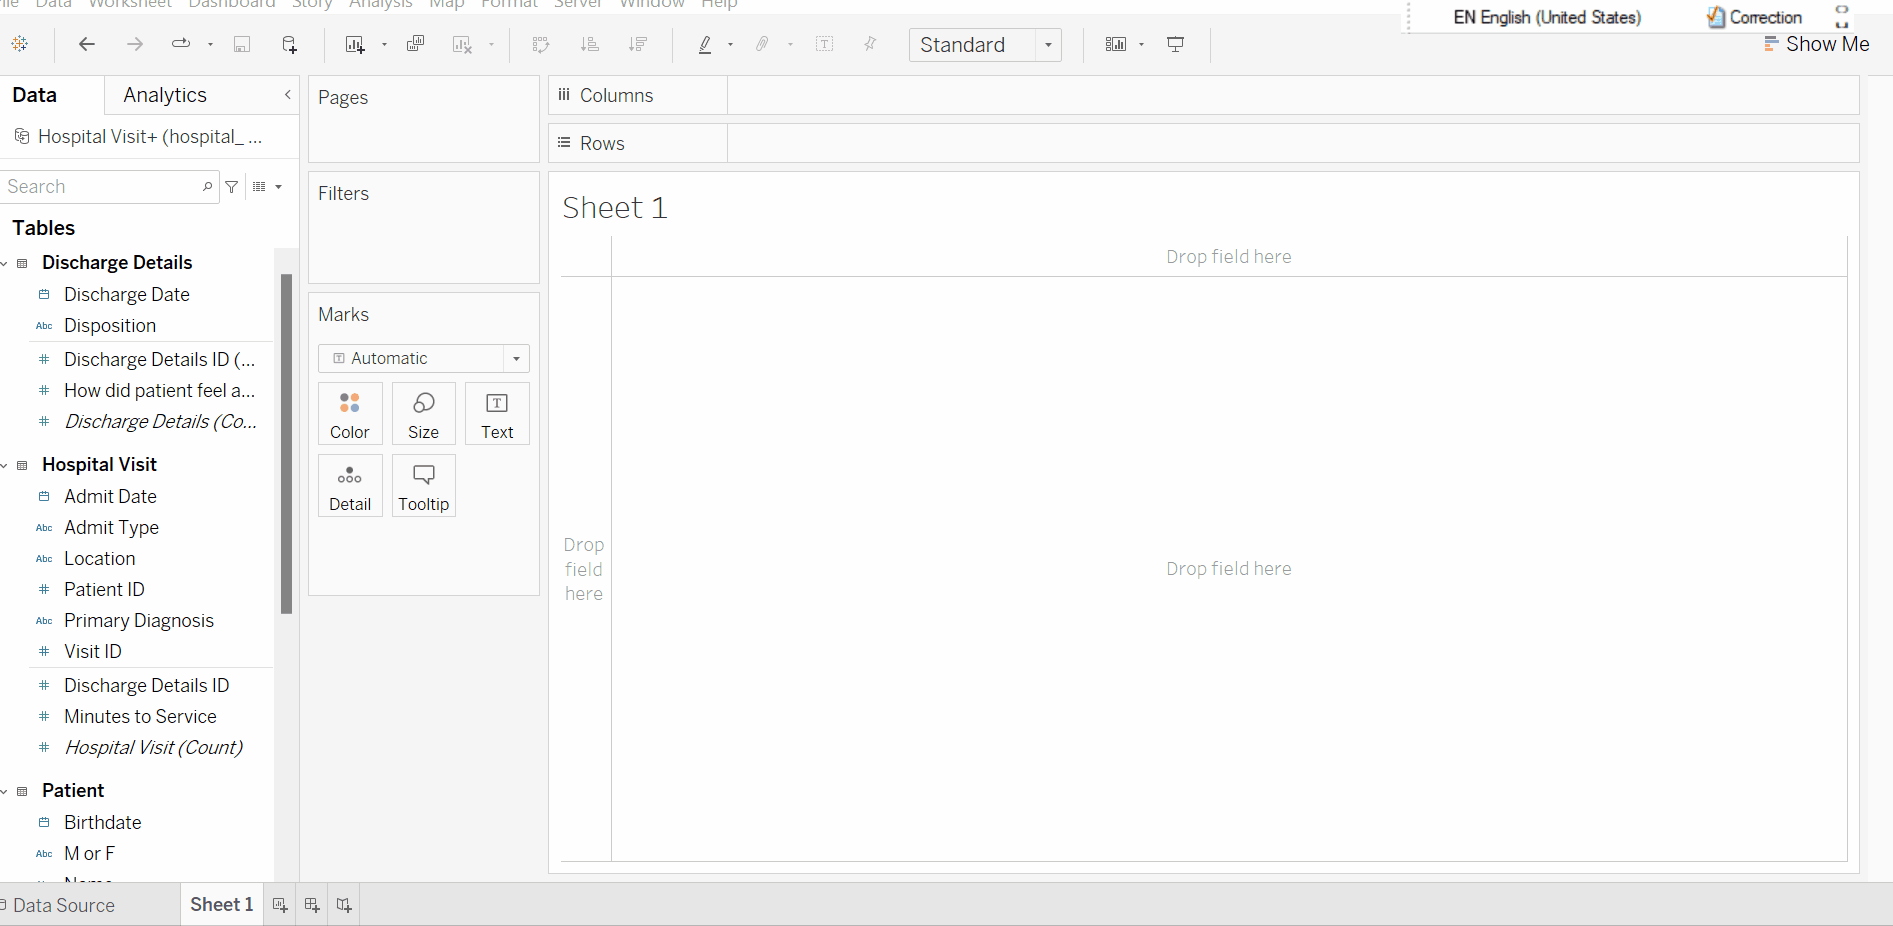 File Data Worksheet Dashboard Story Analysis Map Format Server Window Help
EN English (United States) Correction
Standard
Show Me
Data Analytics
Hospital Visit+ (hospital_ ...
Search
Tables
Discharge Details
Discharge Date
Abc Disposition
# Discharge Details ID (...
# How did patient feel a...
# Discharge Details (Co...
Hospital Visit
Admit Date
Abc Admit Type
Abc Location
# Patient ID
Abc Primary Diagnosis
# Visit ID
# Discharge Details ID
# Minutes to Service
# Hospital Visit (Count)
Patient
Birthdate
Abc M or F
Name
Pages
Filters
Marks
T Automatic
Color Size T Text
Detail Tooltip
Columns
Rows
Sheet 1
Drop field here
Drop
field
here
Drop field here
Data Source Sheet 1